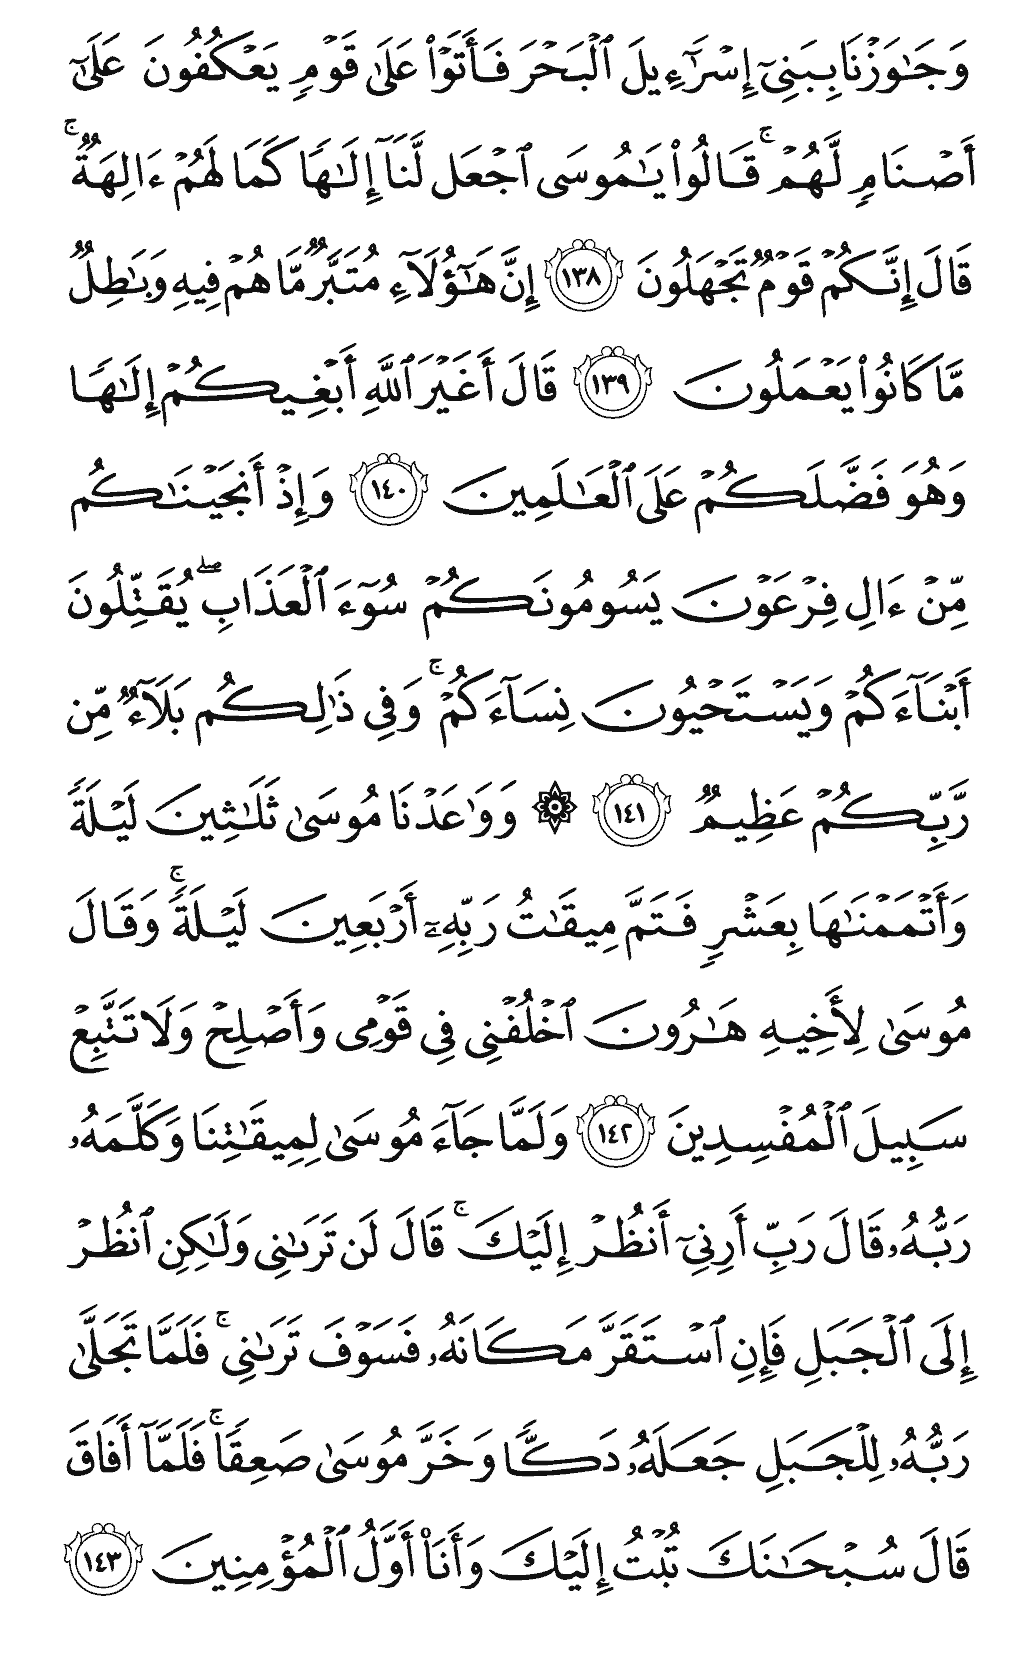 وَجَٰوَزۡنَا بِبَنِيٓ إِسۡرَٰٓءِيلَ ٱلۡبَحۡرَ فَأَتَوۡاْ عَلَىٰ قَوۡمٖ يَعۡكُفُونَ عَلَىٰٓ
أَصۡنَامٖ لَّهُمۡۚ قَالُواْ يَٰمُوسَى ٱجۡعَل لَّنَآ إِلَٰهٗا كَمَا لَهُمۡ ءَالِهَةٞۚ
قَالَ إِنَّكُمۡ قَوۡمٞ تَجۡهَلُونَ ١٣٨ إِنَّ هَٰٓؤُلَآءِ مُتَبَّرٞ مَّا هُمۡ فِيهِ وَبَٰطِلٞ
مَّا كَانُواْ يَعۡمَلُونَ ١٣٩ قَالَ أَغَيۡرَ ٱللَّهِ أَبۡغِيكُمۡ إِلَٰهٗا
وَهُوَ فَضَّلَكُمۡ عَلَى ٱلۡعَٰلَمِينَ ١٤٠ وَإِذۡ أَنجَيۡنَٰكُم
مِّنۡ ءَالِ فِرۡعَوۡنَ يَسُومُونَكُمۡ سُوٓءَ ٱلۡعَذَابِ يُقَتِّلُونَ
أَبۡنَآءَكُمۡ وَيَسۡتَحۡيُونَ نِسَآءَكُمۡۚ وَفِي ذَٰلِكُم بَلَآءٞ مِّن
رَّبِّكُمۡ عَظِيمٞ ١٤١ ۞ وَوَٰعَدۡنَا مُوسَىٰ ثَلَٰثِينَ لَيۡلَةٗ
وَأَتۡمَمۡنَٰهَا بِعَشۡرٖ فَتَمَّ مِيقَٰتُ رَبِّهِۦٓ أَرۡبَعِينَ لَيۡلَةٗۚ وَقَالَ
مُوسَىٰ لِأَخِيهِ هَٰرُونَ ٱخۡلُفۡنِي فِي قَوۡمِي وَأَصۡلِحۡ وَلَا تَتَّبِعۡ
سَبِيلَ ٱلۡمُفۡسِدِينَ ١٤٢ وَلَمَّا جَآءَ مُوسَىٰ لِمِيقَٰتِنَا وَكَلَّمَهُۥ
رَبُّهُۥ قَالَ رَبِّ أَرِنِيٓ أَنظُرۡ إِلَيۡكَۚ قَالَ لَن تَرَىٰنِي وَلَٰكِنِ ٱنظُرۡ
إِلَى ٱلۡجَبَلِ فَإِنِ ٱسۡتَقَرَّ مَكَانَهُۥ فَسَوۡفَ تَرَىٰنِيۚ فَلَمَّا تَجَلَّىٰ
رَبُّهُۥ لِلۡجَبَلِ جَعَلَهُۥ دَكّٗا وَخَرَّ مُوسَىٰ صَعِقٗاۚ فَلَمَّآ أَفَاقَ
قَالَ سُبۡحَٰنَكَ تُبۡتُ إِلَيۡكَ وَأَنَا۠ أَوَّلُ ٱلۡمُؤۡمِنِينَ ١٤٣